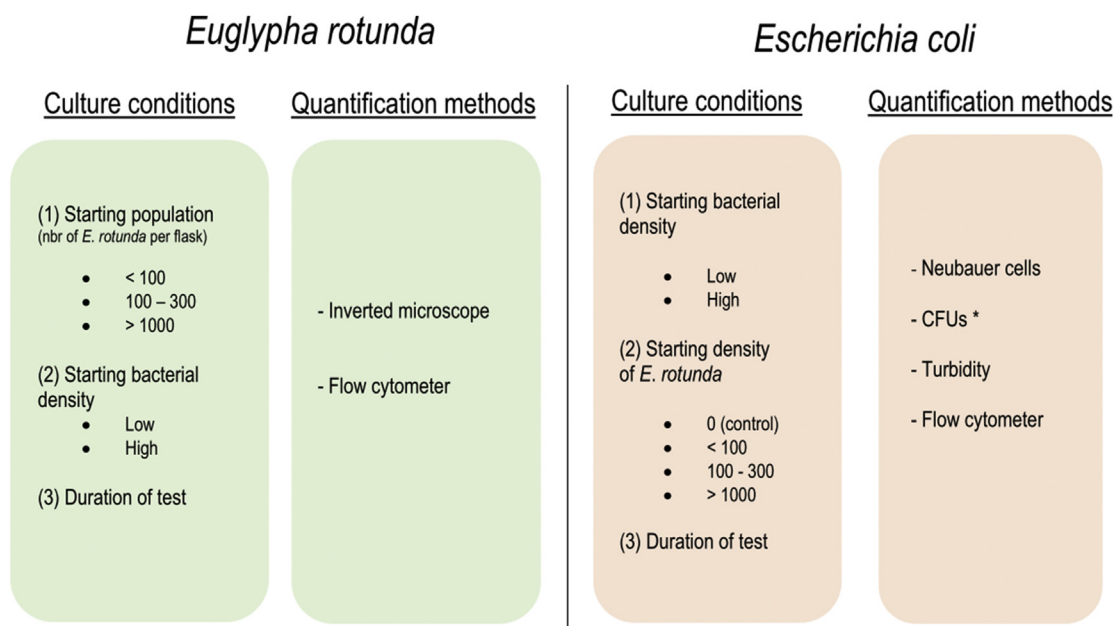 Euglypha rotunda
Culture conditions
(1) Starting population
(nbr of E. rotunda per flask)
• < 100
• 100 – 300
• > 1000
(2) Starting bacterial
density
• Low
• High
(3) Duration of test
Quantification methods
- Inverted microscope
- Flow cytometer
Escherichia coli
Culture conditions
(1) Starting bacterial
density
• Low
• High
(2) Starting density
of E. rotunda
• 0 (control)
• < 100
• 100 - 300
• > 1000
(3) Duration of test
Quantification methods
- Neubauer cells
- CFUs *
- Turbidity
- Flow cytometer